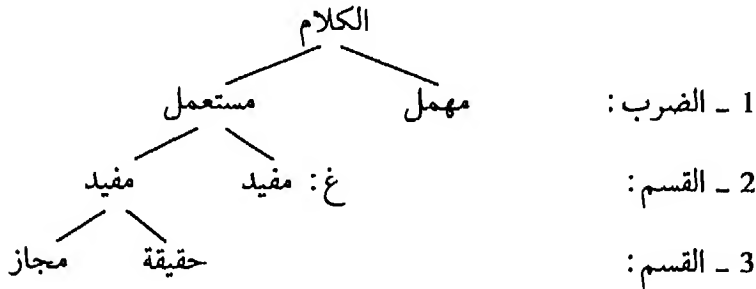 الكلام
1 ـ الضرب: مهمل مستعمل
2 ـ القسم: غ: مفيد مفيد
3 ـ القسم: حقيقة مجاز